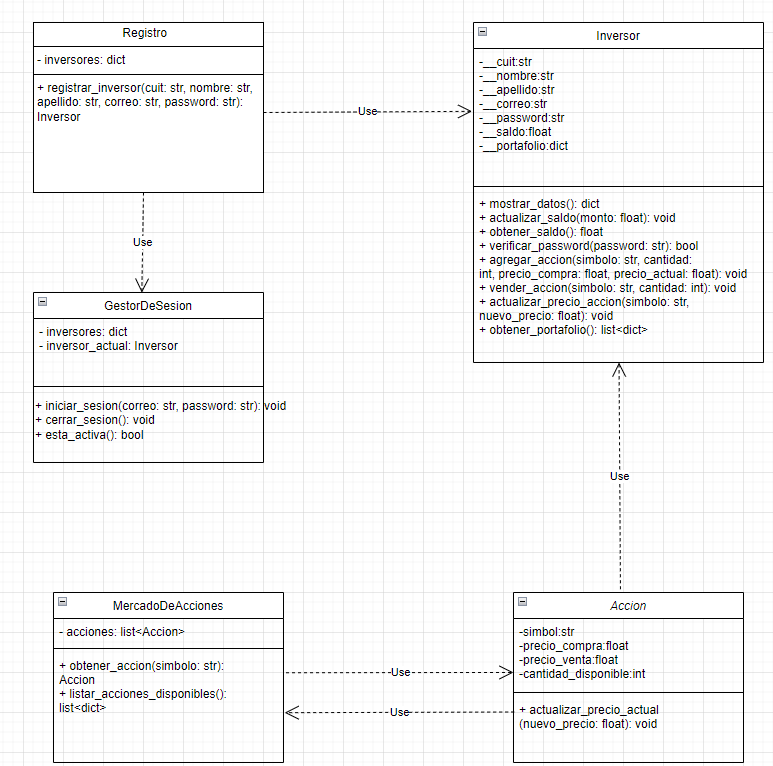 Registro
- inversores: dict
+ registrar_inversor(cuit: str, nombre: str,
apellido: str, correo: str, password: str):
Inversor
Use
Inversor
-__cuit:str
-__nombre:str
-__apellido:str
-__correo:str
-__password:str
-__saldo:float
-__portafolio:dict
+ mostrar_datos(): dict
+ actualizar_saldo(monto: float): void
+ obtener_saldo(): float
+ verificar_password(password: str): bool
+ agregar_accion(simbolo: str, cantidad:
int, precio_compra: float, precio_actual: float): void
+ vender_accion(simbolo: str, cantidad: int): void
+ actualizar_precio_accion(simbolo: str,
nuevo_precio: float): void
+ obtener_portafolio(): list<dict>
Use
GestorDeSesion
- inversores: dict
- inversor_actual: Inversor
+ iniciar_sesion(correo: str, password: str): void
+ cerrar_sesion(): void
+ esta_activa(): bool
Use
MercadoDeAcciones
- acciones: list<Accion>
+ obtener_accion(simbolo: str):
Accion
+ listar_acciones_disponibles():
list<dict>
Use
Use
Accion
-simbol:str
-precio_compra:float
-precio_venta:float
-cantidad_disponible:int
+ actualizar_precio_actual
(nuevo_precio: float): void